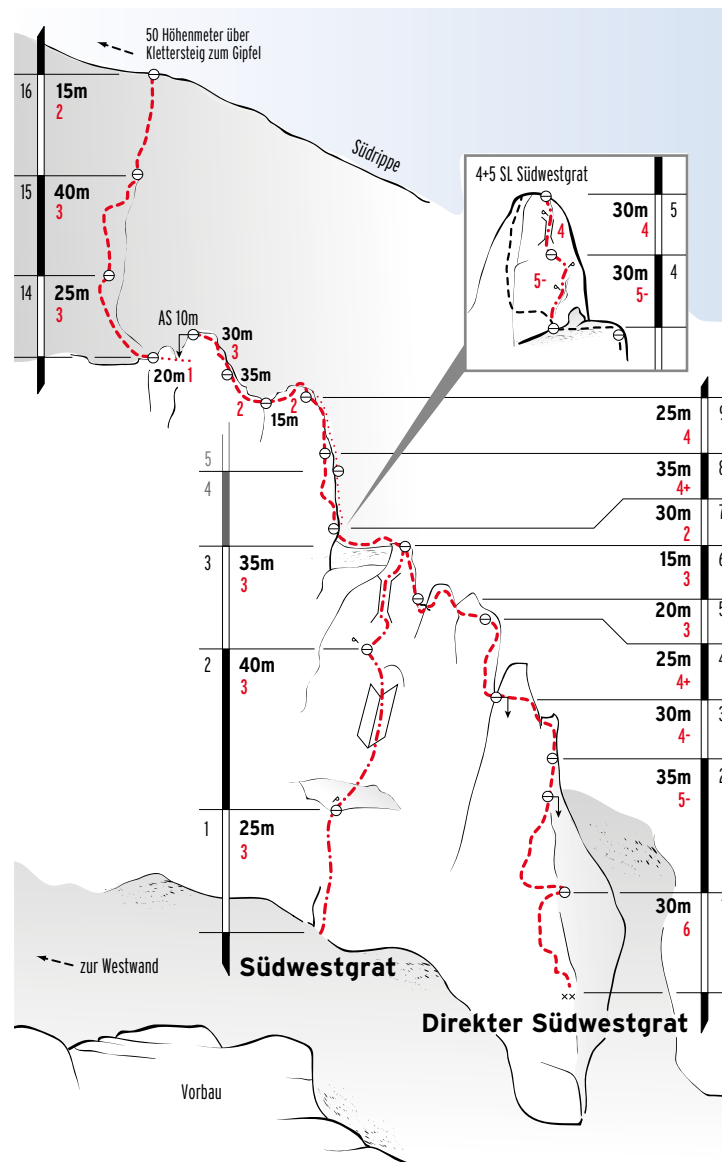 50 Höhenmeter über
Klettersteig zum Gipfel
16
15m
2
15
40m
3
14
25m
3
Südrippe
AS 10m
20m 1
30m
3
35m
2
15m
2
4+5 SL Südwestgrat
4
5-
30m
4
5
30m
5-
4
25m
4
9
35m
4+
8
30m
2
7
15m
3
6
20m
3
5
25m
4+
4
30m
4-
3
35m
5-
2
30m
6
5
4
3
35m
3
2
40m
3
1
25m
3
Südwestgrat
Direkter Südwestgrat
zur Westwand
Vorbau
xx